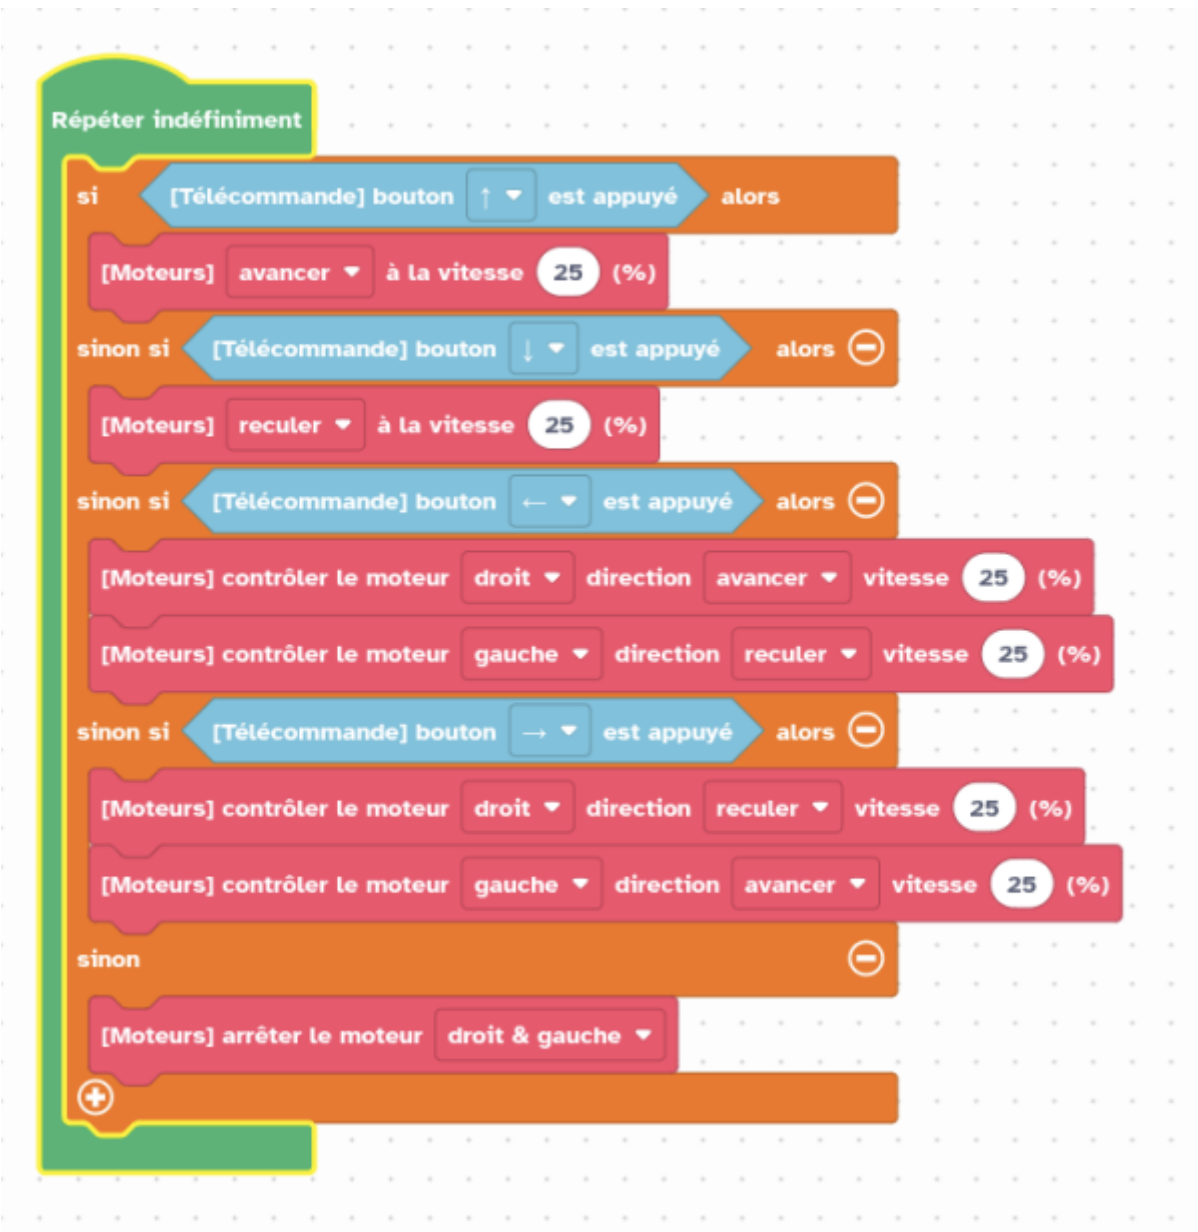 Répéter indéfiniment
si [Télécommande] bouton ↑ est appuyé alors
[Moteurs] avancer à la vitesse 25 (%)
sinon si [Télécommande] bouton ↓ est appuyé alors
[Moteurs] reculer à la vitesse 25 (%)
sinon si [Télécommande] bouton ← est appuyé alors
[Moteurs] contrôler le moteur droit direction avancer vitesse 25 (%)
[Moteurs] contrôler le moteur gauche direction reculer vitesse 25 (%)
sinon si [Télécommande] bouton → est appuyé alors
[Moteurs] contrôler le moteur droit direction reculer vitesse 25 (%)
[Moteurs] contrôler le moteur gauche direction avancer vitesse 25 (%)
sinon
[Moteurs] arrêter le moteur droit & gauche